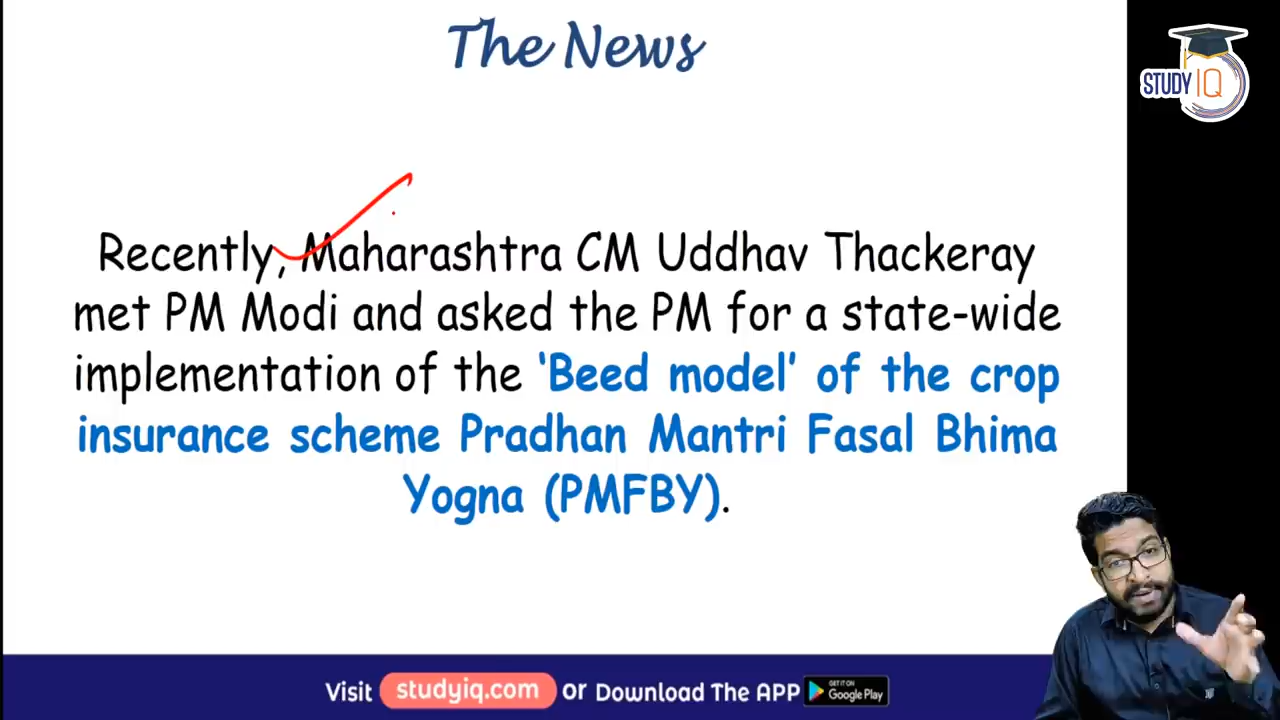 The News
STUDY IQ
Recently, Maharashtra CM Uddhav Thackeray
met PM Modi and asked the PM for a state-wide
implementation of the ‘Beed model’ of the crop
insurance scheme Pradhan Mantri Fasal Bhima
Yogna (PMFBY).
Visit studyiq.com or Download The APP GET IT ON Google Play